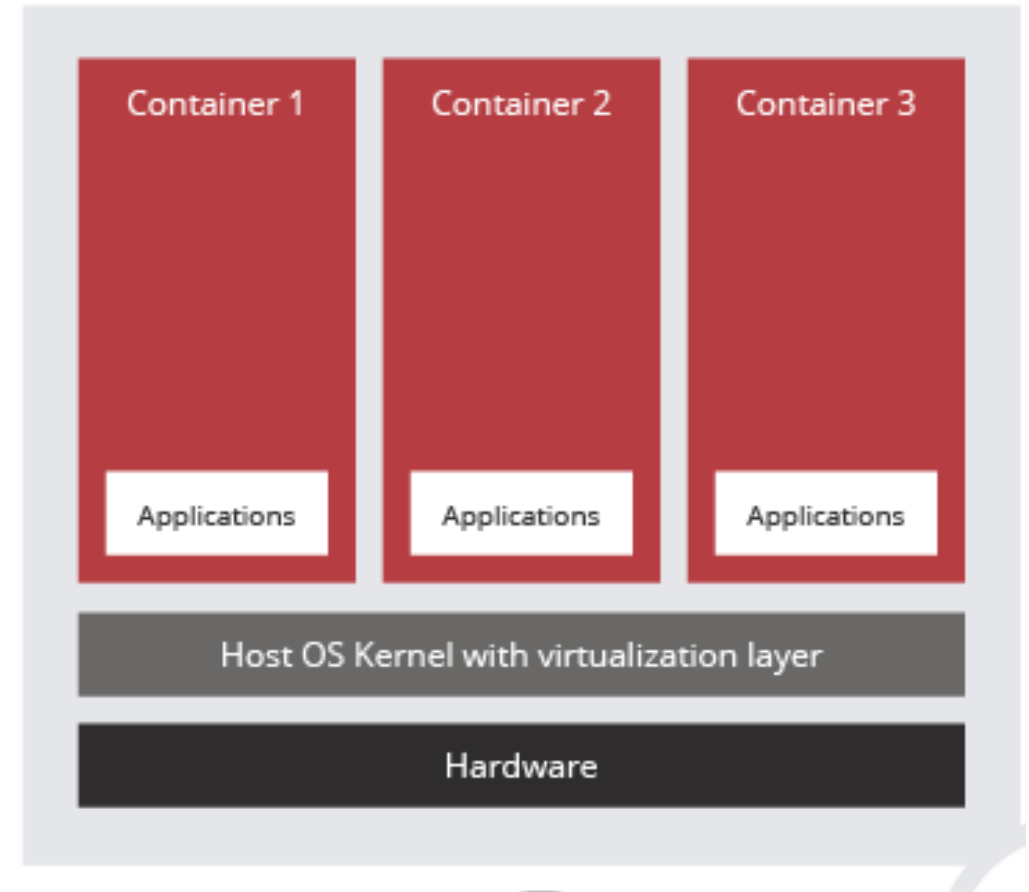 Container 1
Container 2
Container 3
Applications
Applications
Applications
Host OS Kernel with virtualization layer
Hardware